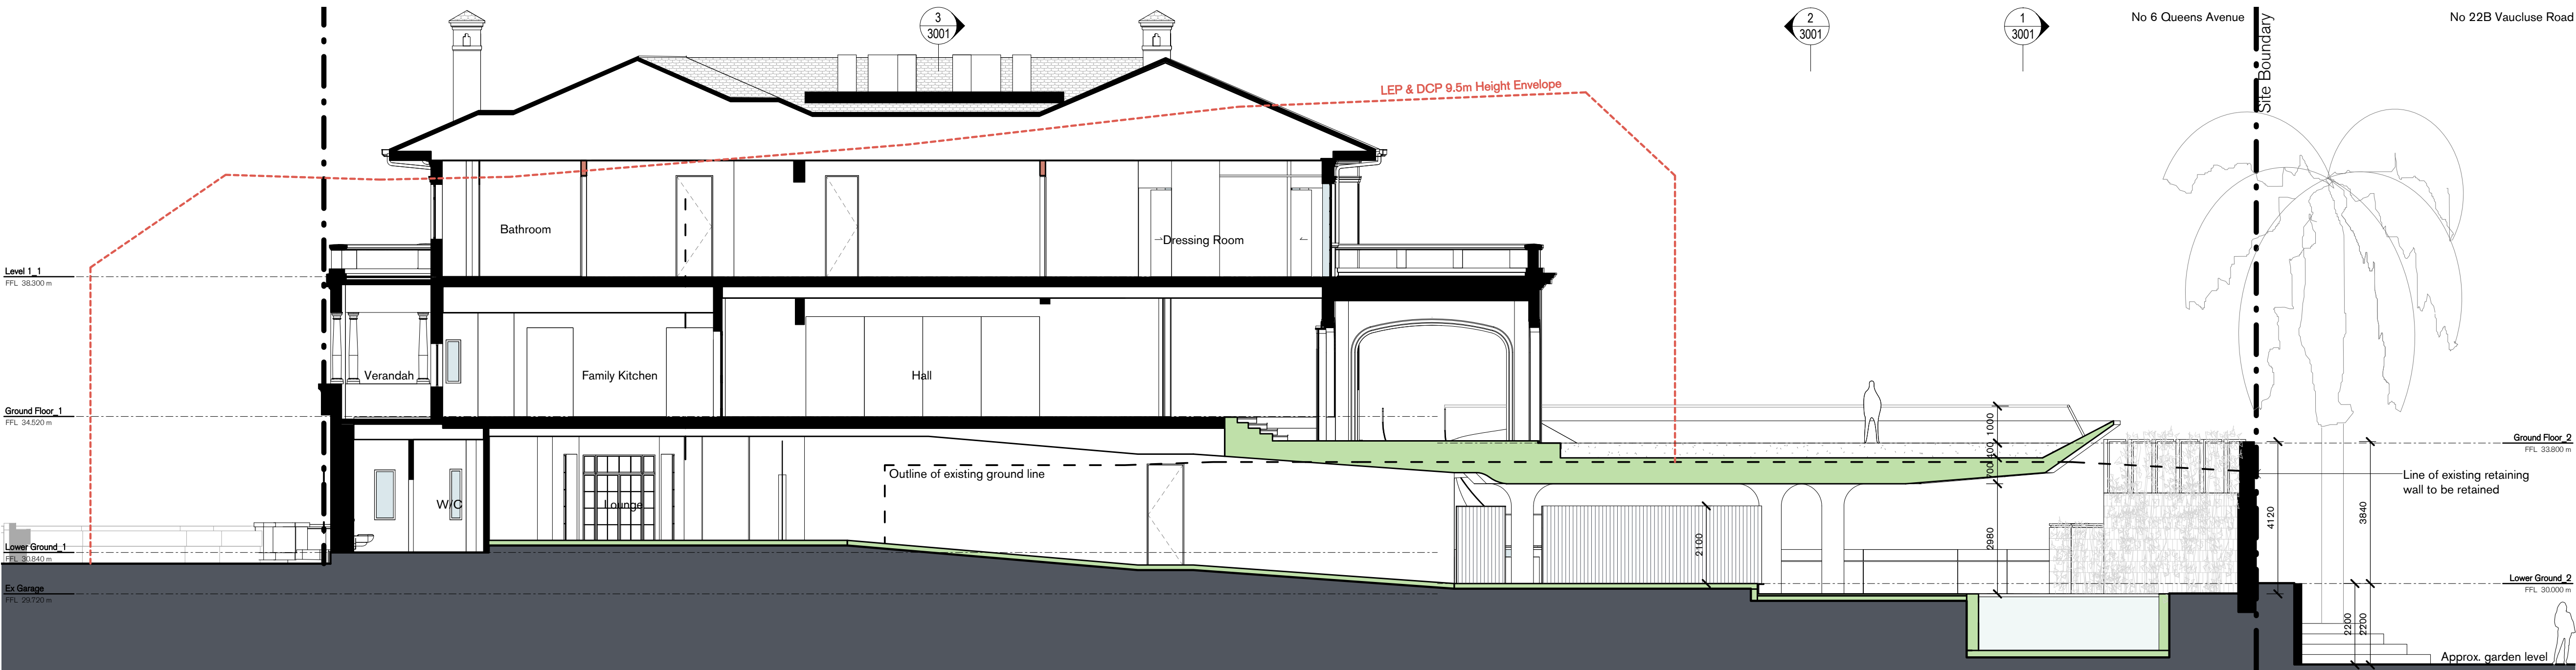 3
3001
2
3001
1
3001
No 6 Queens Avenue
Site Boundary
No 22B Vaucluse Road
LEP & DCP 9.5m Height Envelope
Bathroom
Dressing Room
Level 1_1
FFL 38.300 m
Verandah
Family Kitchen
Hall
Ground Floor_1
FFL 34.520 m
1000
400
700
Ground Floor_2
FFL 33.800 m
Outline of existing ground line
Line of existing retaining
wall to be retained
W/C
Lounge
2100
2980
4120
3840
Lower Ground_1
FFL 30.840 m
Ex Garage
FFL 29.720 m
Lower Ground_2
FFL 30.000 m
2200
2200
Approx. garden level